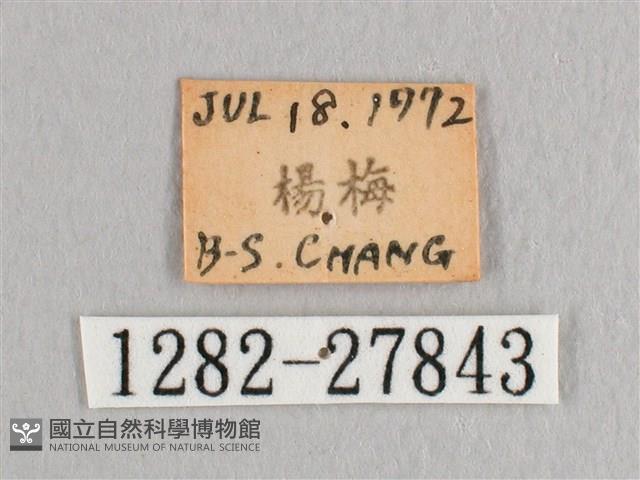 JUL 18. 1972
楊梅
B-S. CHANG
1282-27843
國立自然科學博物館
NATIONAL MUSEUM OF NATURAL SCIENCE